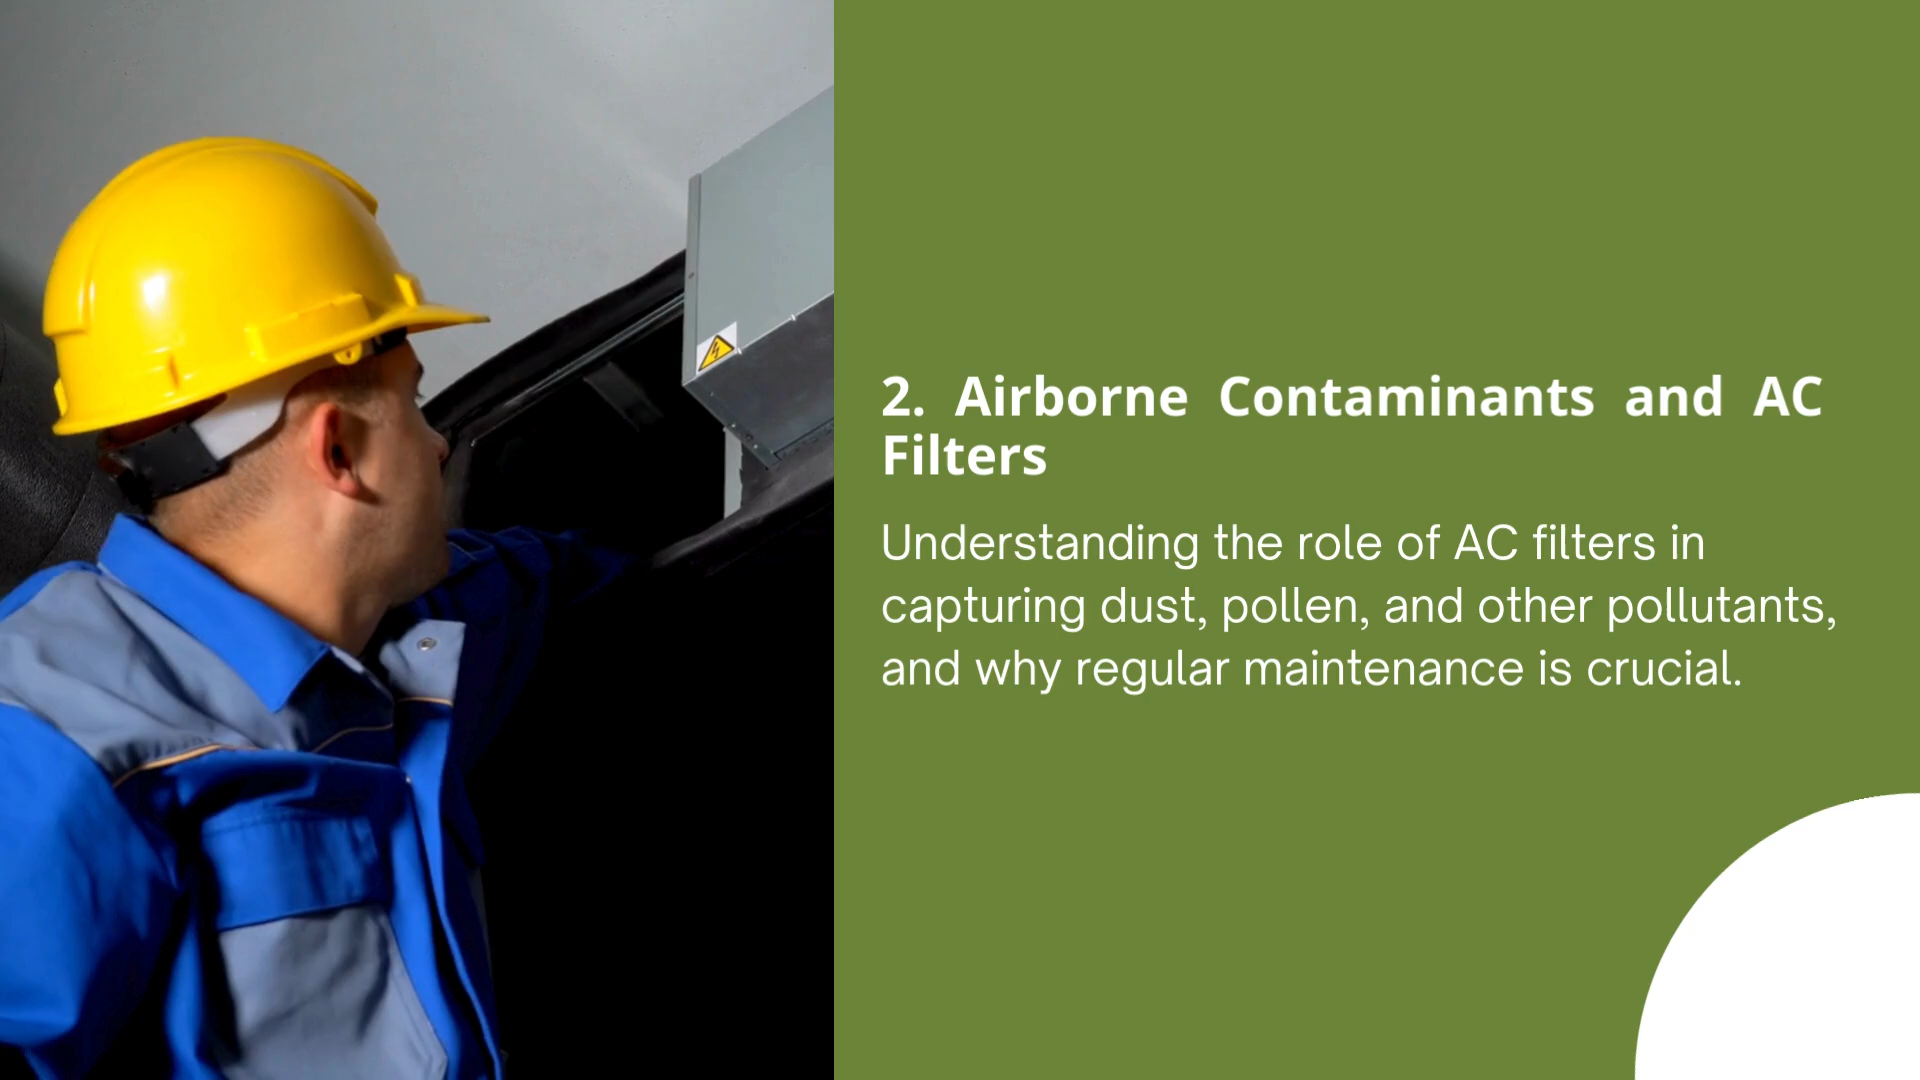 2. Airborne Contaminants and AC
Filters
Understanding the role of AC filters in
capturing dust, pollen, and other pollutants,
and why regular maintenance is crucial.